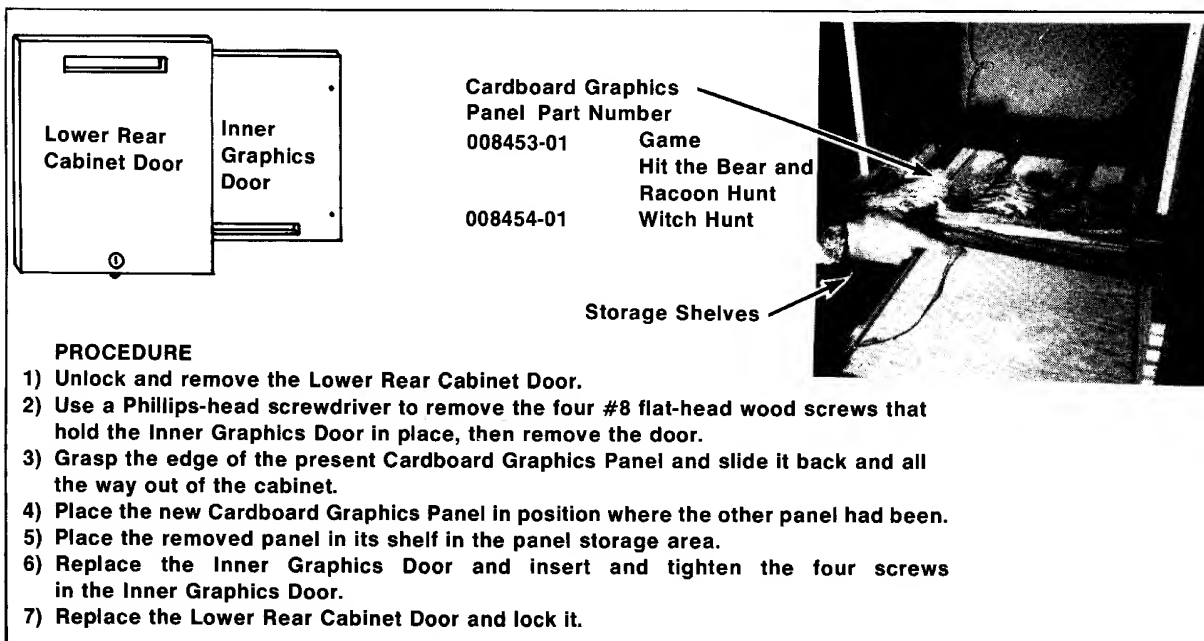 Lower Rear
Cabinet Door
Inner
Graphics
Door
Cardboard Graphics
Panel Part Number
008453-01 Game
Hit the Bear and
Racoon Hunt
008454-01 Witch Hunt
Storage Shelves
PROCEDURE
1) Unlock and remove the Lower Rear Cabinet Door.
2) Use a Phillips-head screwdriver to remove the four #8 flat-head wood screws that
hold the Inner Graphics Door in place, then remove the door.
3) Grasp the edge of the present Cardboard Graphics Panel and slide it back and all
the way out of the cabinet.
4) Place the new Cardboard Graphics Panel in position where the other panel had been.
5) Place the removed panel in its shelf in the panel storage area.
6) Replace the Inner Graphics Door and insert and tighten the four screws
in the Inner Graphics Door.
7) Replace the Lower Rear Cabinet Door and lock it.